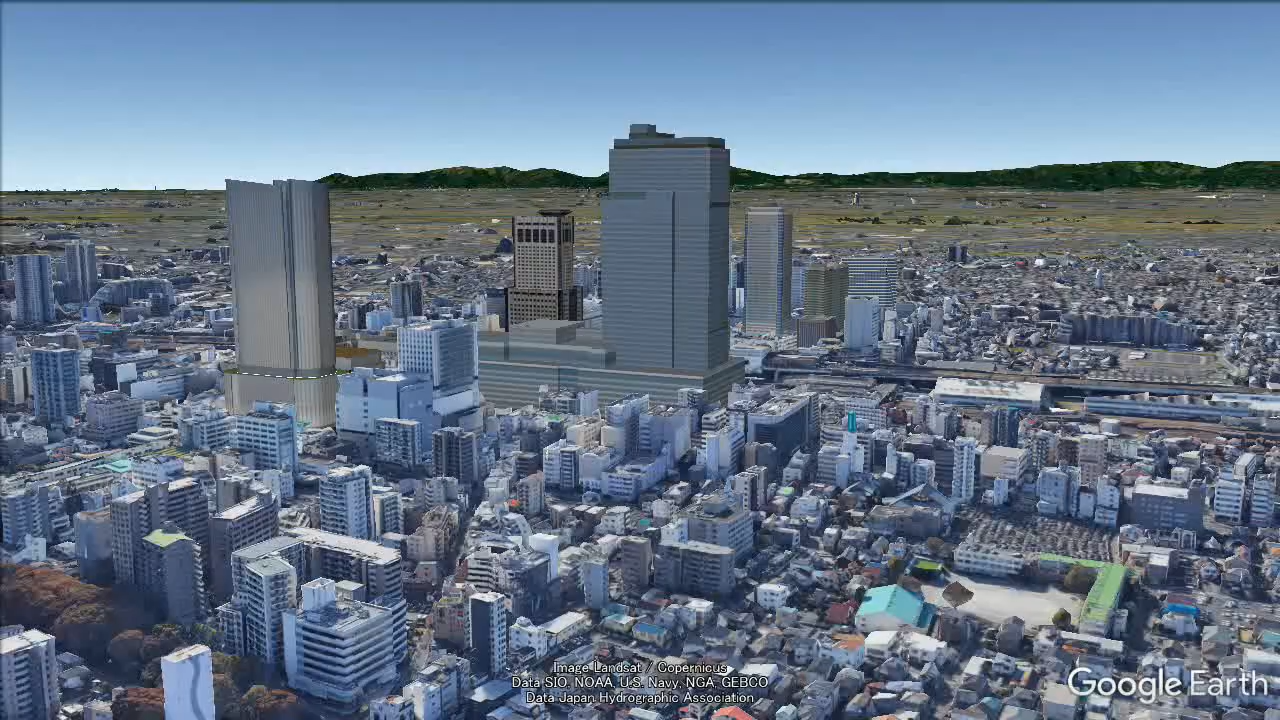 Image Landsat / Copernicus
Data SIO, NOAA, U.S. Navy, NGA, GEBCO
Data Japan Hydrographic Association
Google Earth